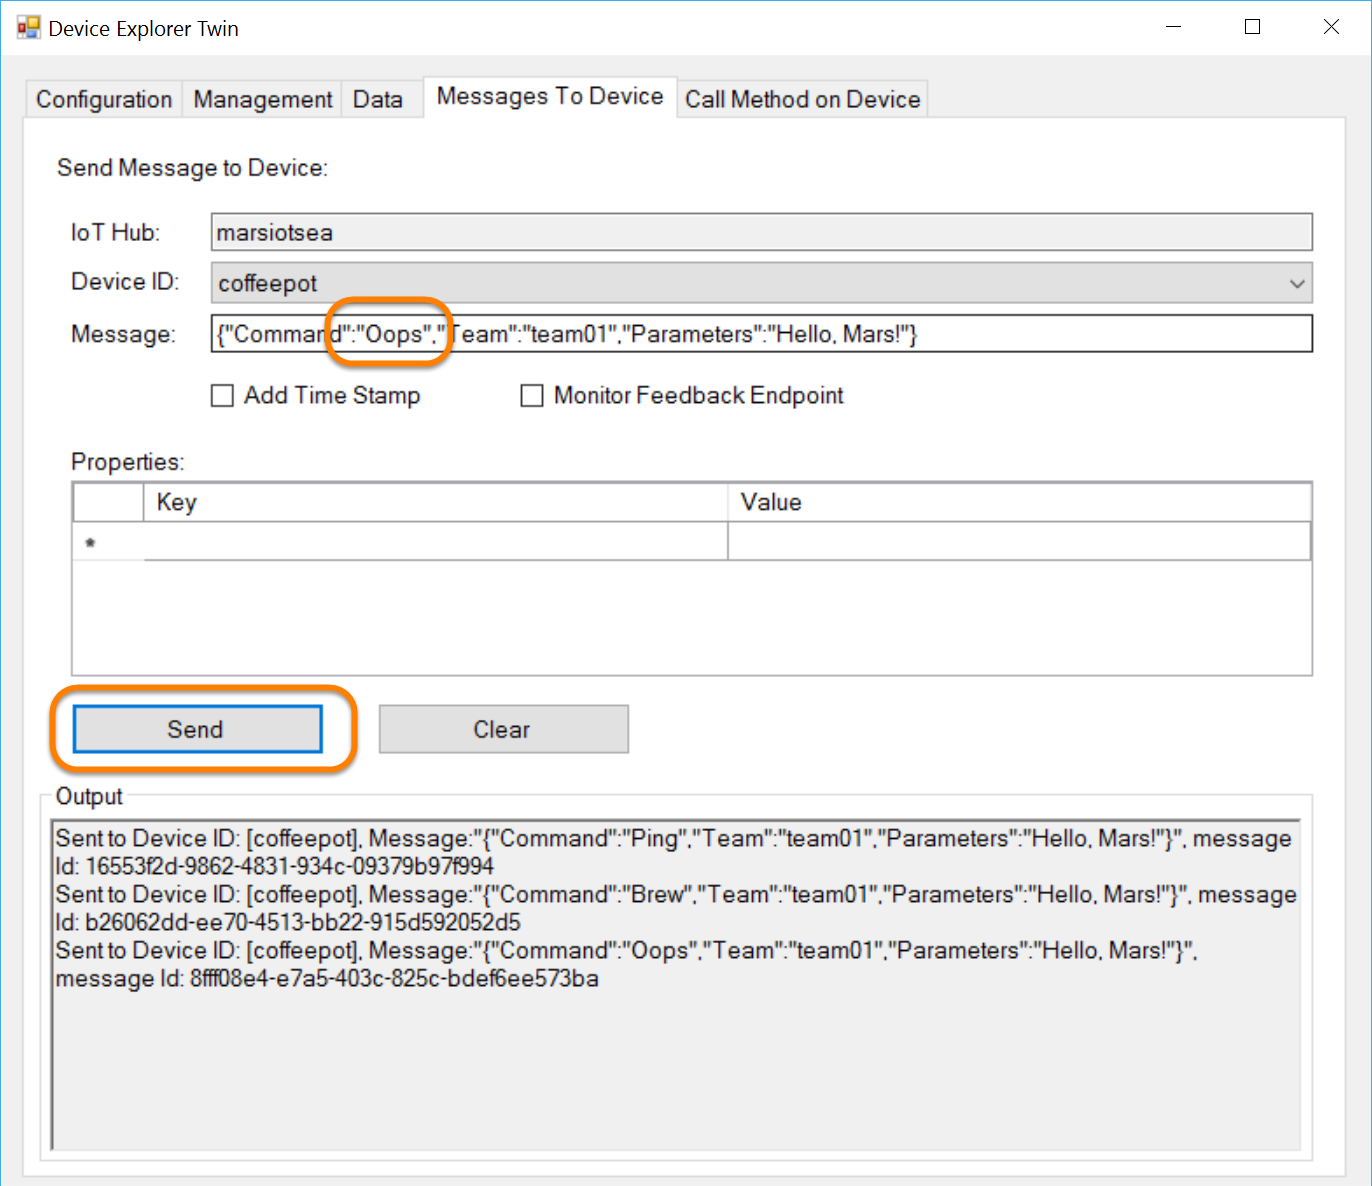 Device Explorer Twin
Configuration Management Data Messages To Device Call Method on Device
Send Message to Device:
IoT Hub: marsiotsea
Device ID: coffeepot
Message: {"Command":"Oops","Team":"team01","Parameters":"Hello, Mars!"}
Add Time Stamp Monitor Feedback Endpoint
Properties:
Key Value
*
Send Clear
Output
Sent to Device ID: [coffeepot], Message:"{"Command":"Ping","Team":"team01","Parameters":"Hello, Mars!"}", message
Id: 16553f2d-9862-4831-934c-09379b97f994
Sent to Device ID: [coffeepot], Message:"{"Command":"Brew","Team":"team01","Parameters":"Hello, Mars!"}", message
Id: b26062dd-ee70-4513-bb22-915d592052d5
Sent to Device ID: [coffeepot], Message:"{"Command":"Oops","Team":"team01","Parameters":"Hello, Mars!"}",
message Id: 8fff08e4-e7a5-403c-825c-bdef6ee573ba